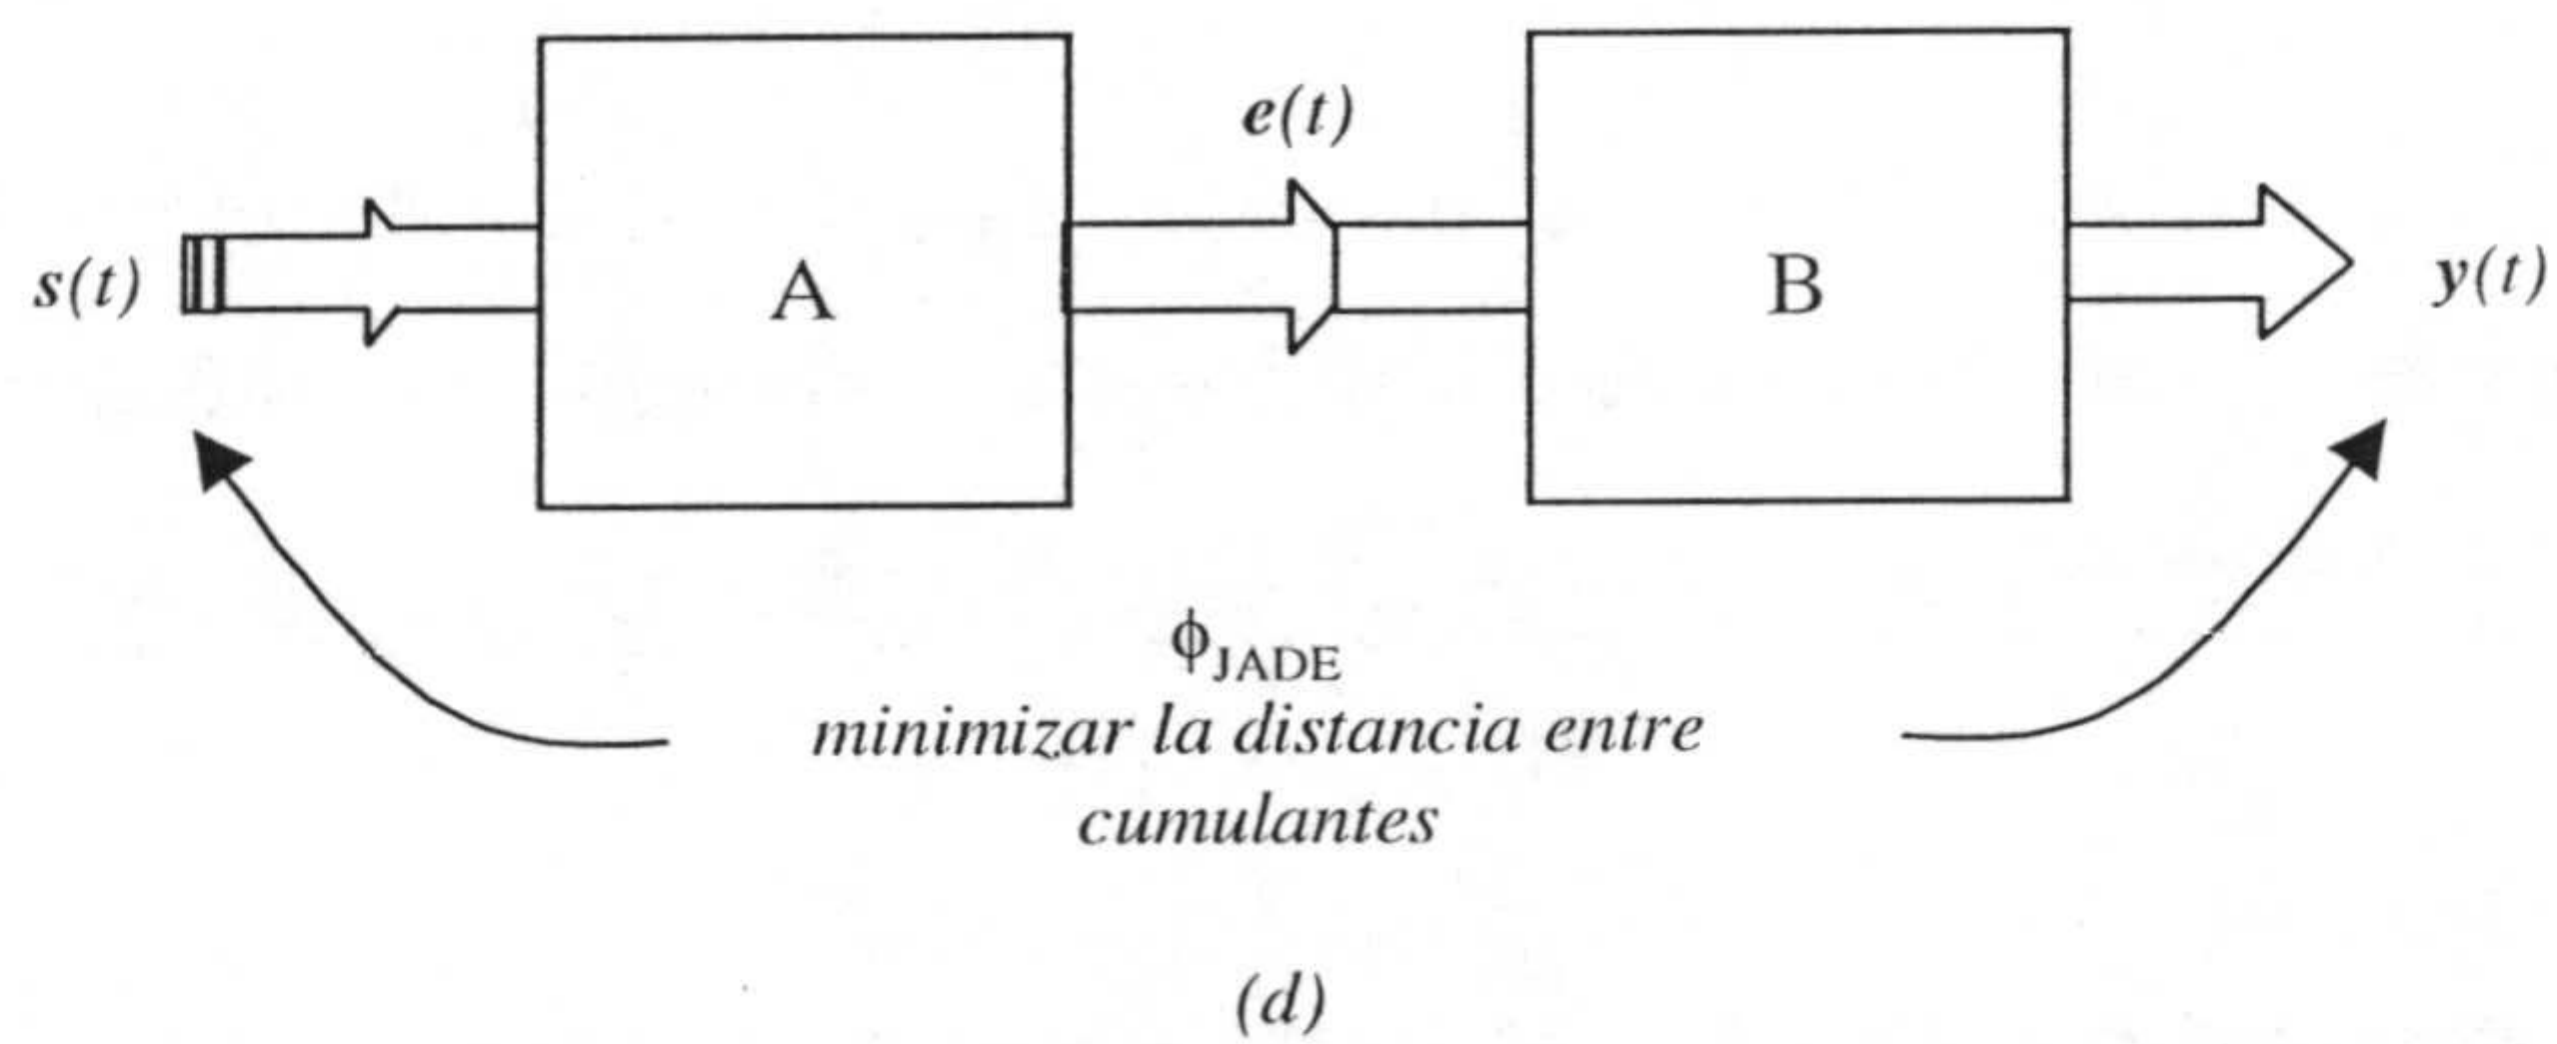 e(t)
s(t)
A
B
y(t)
ϕJADE
minimizar la distancia entre
cumulantes
(d)